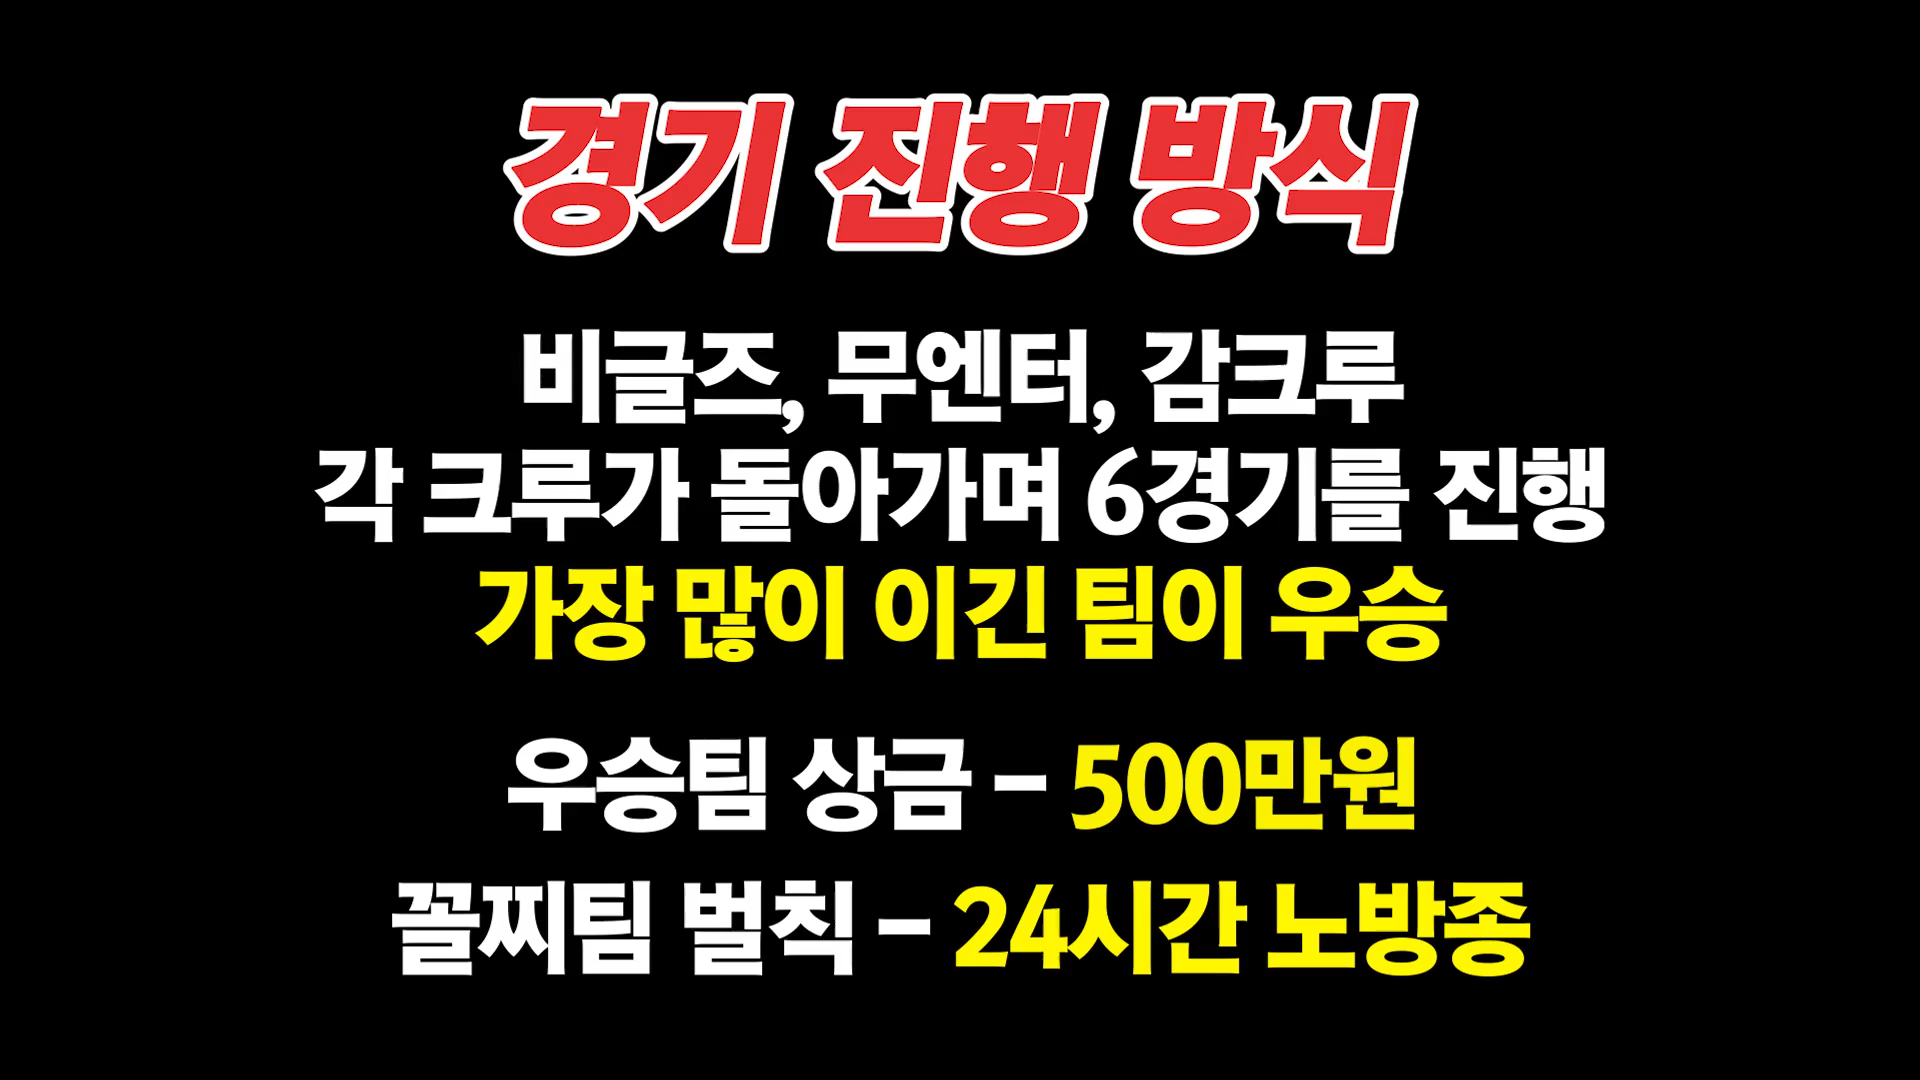 경기 진행 방식
비글즈, 무엔터, 감크루
각 크루가 돌아가며 6경기를 진행
가장 많이 이긴 팀이 우승
우승팀 상금 - 500만원
꼴찌팀 벌칙 - 24시간 노방종